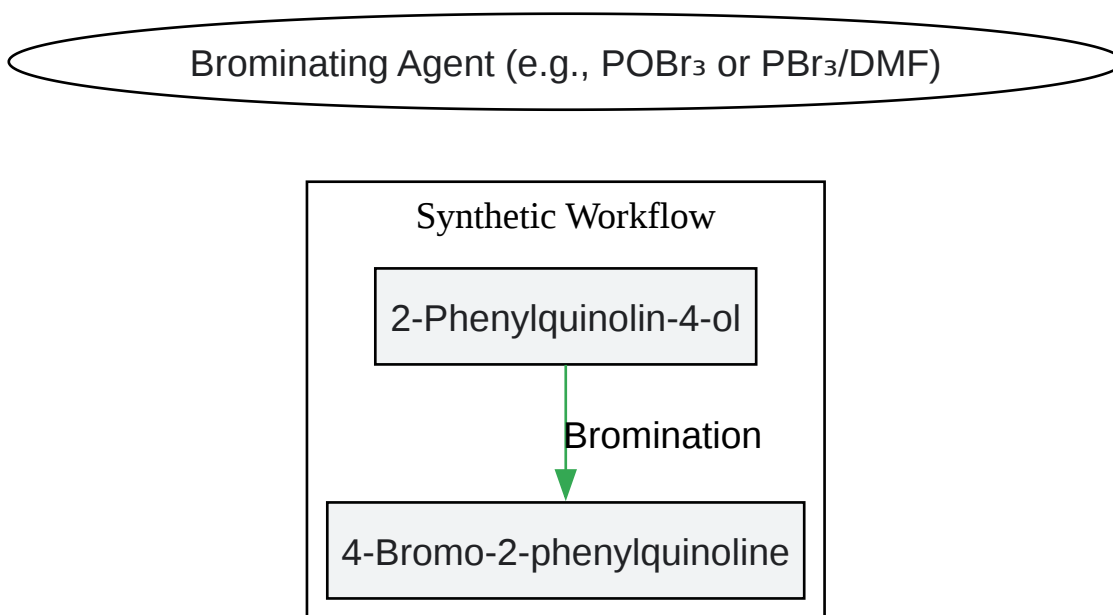 Brominating Agent (e.g., POBr₃ or PBr₃/DMF)
Synthetic Workflow
2-Phenylquinolin-4-ol
Bromination
4-Bromo-2-phenylquinoline